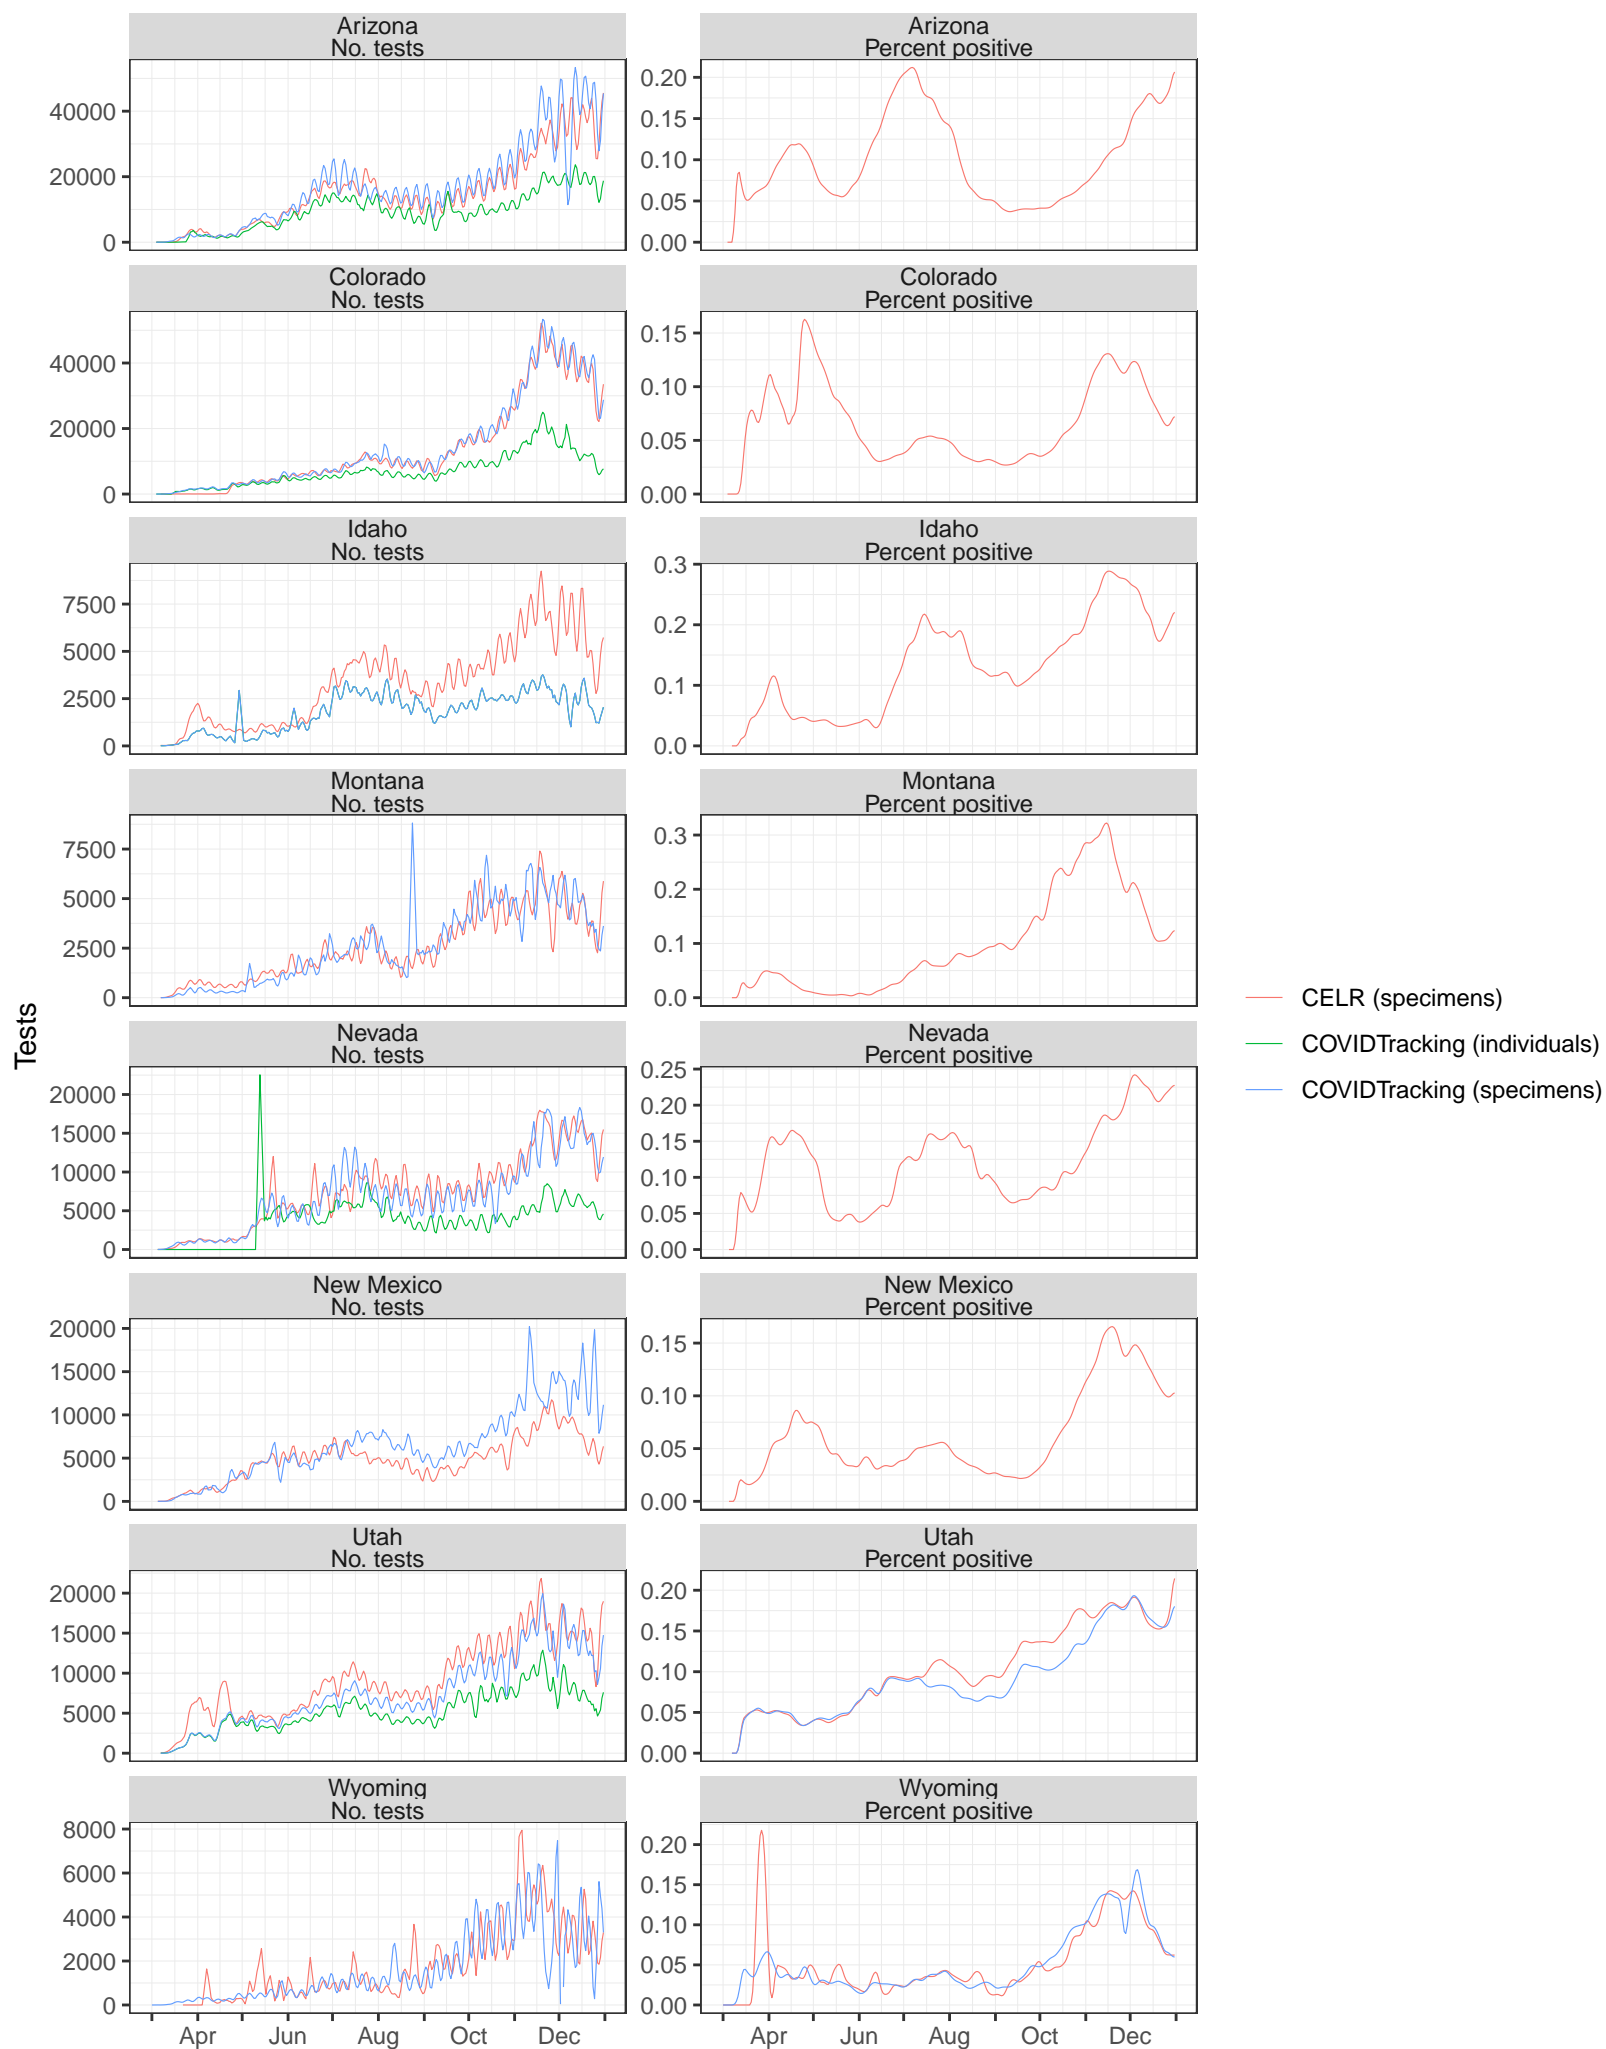 Arizona
No. tests
Arizona
Percent positive
40000
20000
0
0.20
0.15
0.10
0.05
0.00
Colorado
No. tests
Colorado
Percent positive
40000
20000
0
0.15
0.10
0.05
0.00
Idaho
No. tests
Idaho
Percent positive
7500
5000
2500
0
0.3
0.2
0.1
0.0
Montana
No. tests
Montana
Percent positive
7500
5000
2500
0
0.3
0.2
0.1
0.0
Nevada
No. tests
Nevada
Percent positive
20000
15000
10000
5000
0
0.25
0.20
0.15
0.10
0.05
0.00
New Mexico
No. tests
New Mexico
Percent positive
20000
15000
10000
5000
0
0.15
0.10
0.05
0.00
Utah
No. tests
Utah
Percent positive
20000
15000
10000
5000
0
0.20
0.15
0.10
0.05
0.00
Wyoming
No. tests
Wyoming
Percent positive
8000
6000
4000
2000
0
0.20
0.15
0.10
0.05
0.00
Apr Jun Aug Oct Dec
Apr Jun Aug Oct Dec
Tests
CELR (specimens)
COVIDTracking (individuals)
COVIDTracking (specimens)